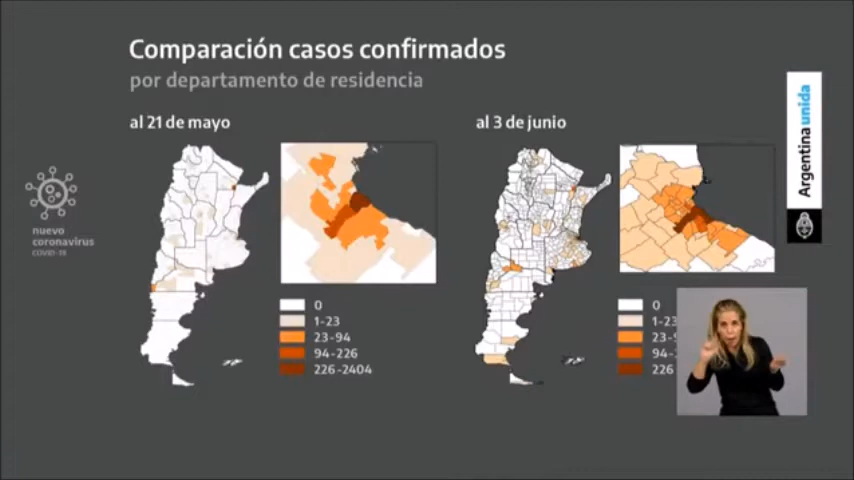 Comparación casos confirmados
por departamento de residencia
al 21 de mayo
al 3 de junio
Argentina unida
nuevo
coronavirus
COVID-19
0
1-23
23-94
94-226
226-2404
0
1-23
23-9
94-
226